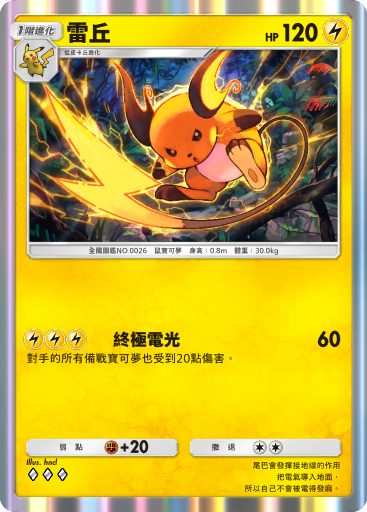 1階進化
雷丘
HP 120
從皮卡丘進化
全國圖鑑NO.0026 鼠寶可夢 身高：0.8m 體重：30.0kg
終極電光 60
對手的所有備戰寶可夢也受到20點傷害。
弱點 +20 撤退
Illus. hncl
尾巴會發揮接地線的作用
把電氣導入地面，
所以自己不會被電得發麻。